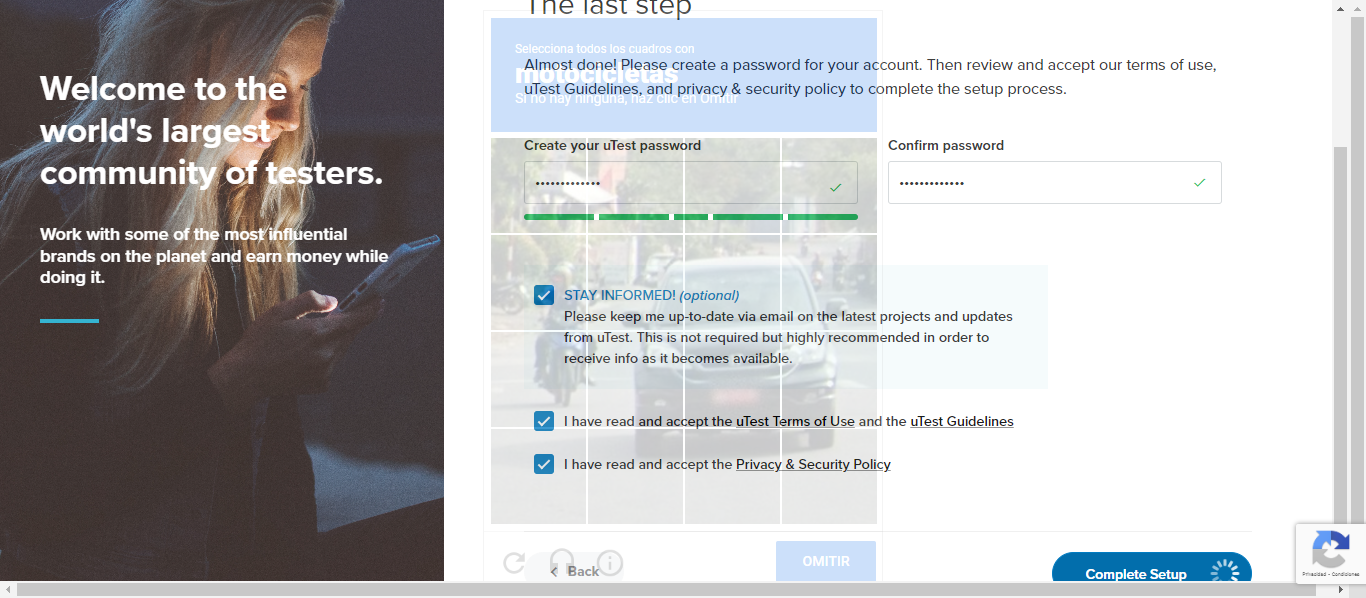 Welcome to the
world's largest
community of testers.
Work with some of the most influential
brands on the planet and earn money while
doing it.
The last step
Selecciona todos los cuadros con
motocicletas
Si no hay ninguna, haz clic en Omitir
Almost done! Please create a password for your account. Then review and accept our terms of use,
uTest Guidelines, and privacy & security policy to complete the setup process.
Create your uTest password
Confirm password
•••••••••••••
•••••••••••••
STAY INFORMED! (optional)
Please keep me up-to-date via email on the latest projects and updates
from uTest. This is not required but highly recommended in order to
receive info as it becomes available.
I have read and accept the uTest Terms of Use and the uTest Guidelines
I have read and accept the Privacy & Security Policy
OMITIR
Back
Complete Setup
Privacidad - Condiciones